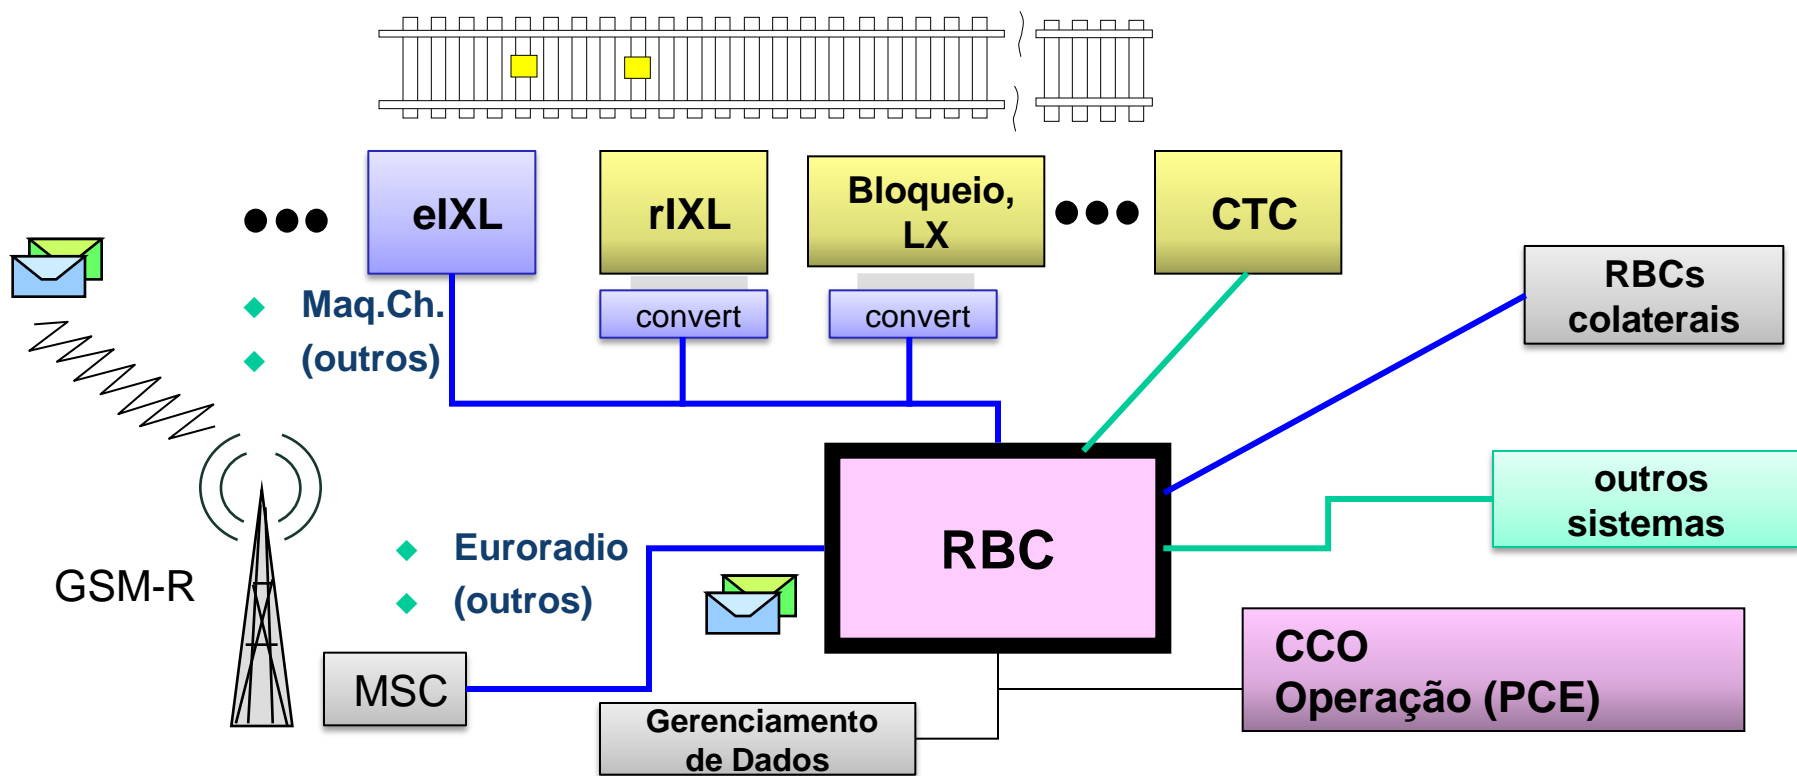 eIXL
rIXL
Bloqueio,
LX
CTC
RBCs
colaterais
Maq.Ch.
(outros)
convert
convert
outros
sistemas
Euroradio
(outros)
RBC
GSM-R
MSC
CCO
Operação (PCE)
Gerenciamento
de Dados